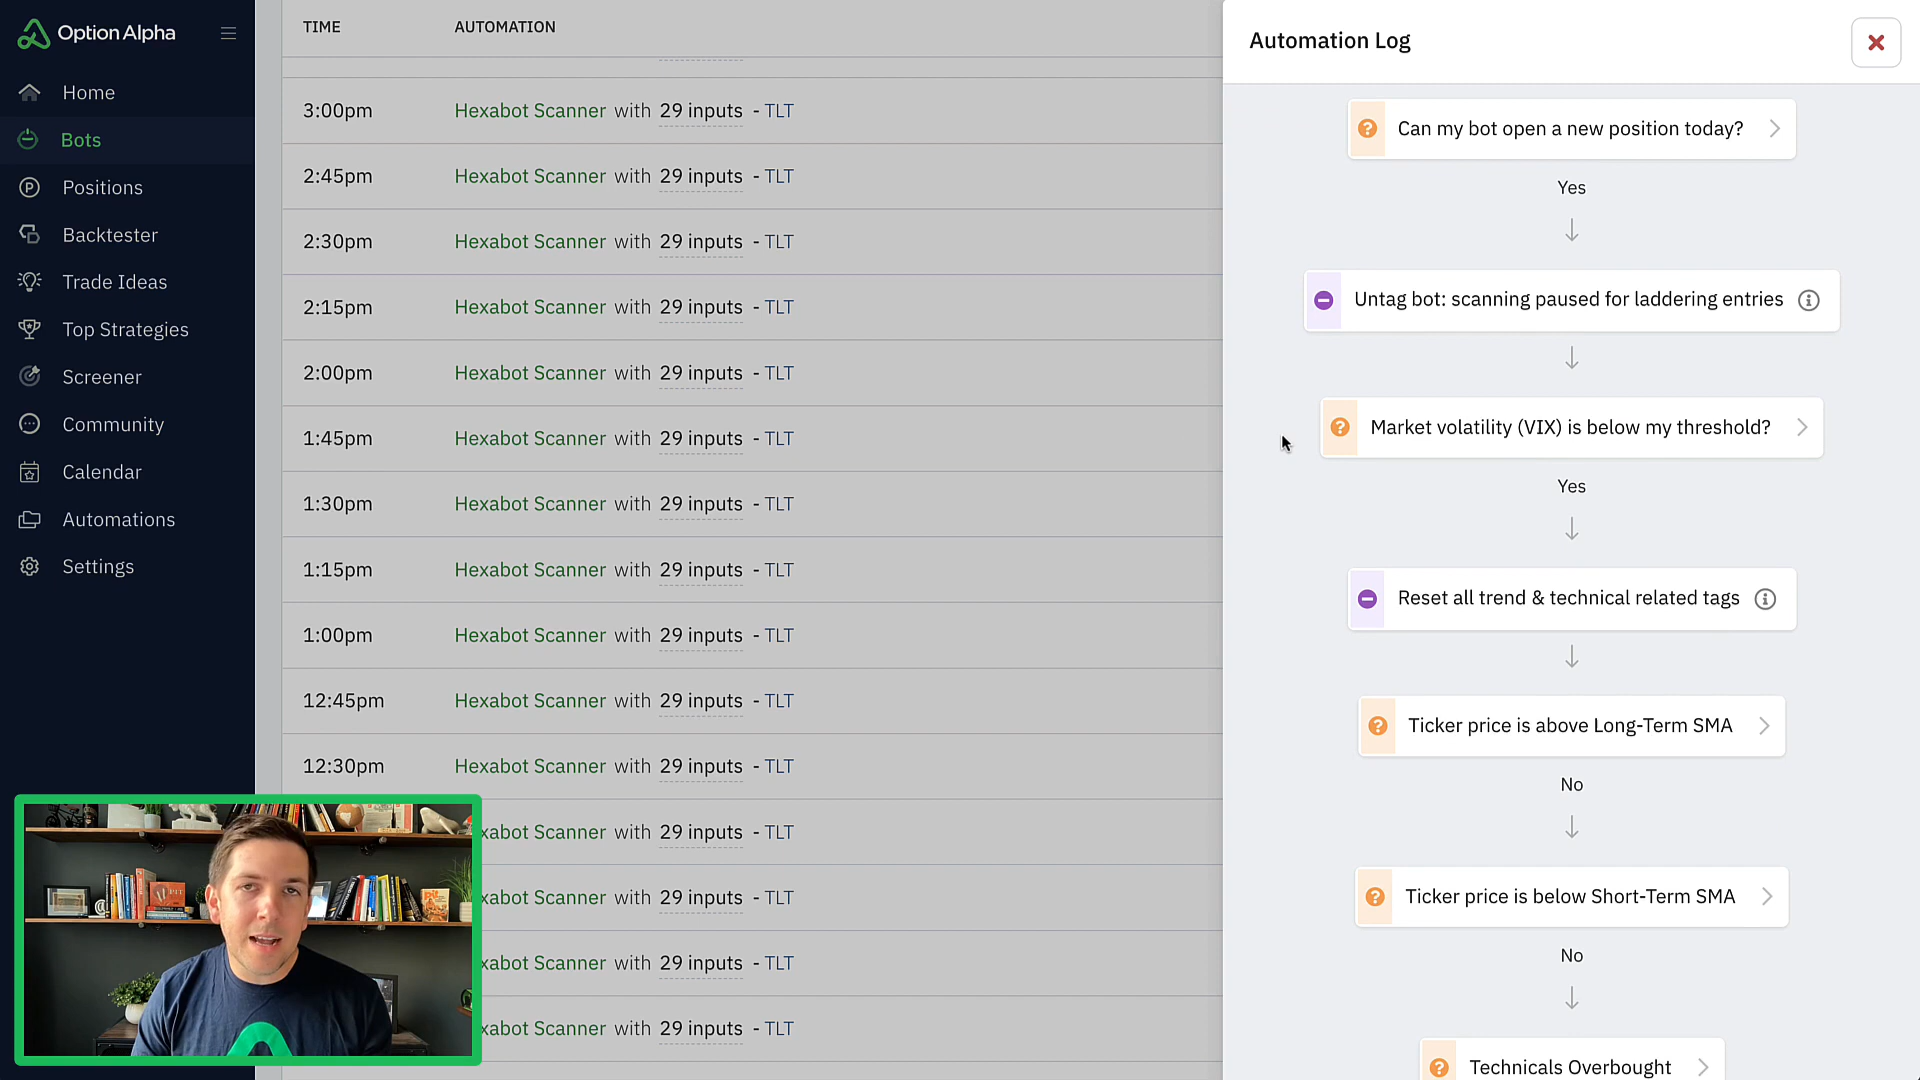 Option Alpha
Home
Bots
Positions
Backtester
Trade Ideas
Top Strategies
Screener
Community
Calendar
Automations
Settings
TIME AUTOMATION
3:00pm Hexabot Scanner with 29 inputs - TLT
2:45pm Hexabot Scanner with 29 inputs - TLT
2:30pm Hexabot Scanner with 29 inputs - TLT
2:15pm Hexabot Scanner with 29 inputs - TLT
2:00pm Hexabot Scanner with 29 inputs - TLT
1:45pm Hexabot Scanner with 29 inputs - TLT
1:30pm Hexabot Scanner with 29 inputs - TLT
1:15pm Hexabot Scanner with 29 inputs - TLT
1:00pm Hexabot Scanner with 29 inputs - TLT
12:45pm Hexabot Scanner with 29 inputs - TLT
12:30pm Hexabot Scanner with 29 inputs - TLT
xabot Scanner with 29 inputs - TLT
xabot Scanner with 29 inputs - TLT
xabot Scanner with 29 inputs - TLT
xabot Scanner with 29 inputs - TLT
PIT
Automation Log
Can my bot open a new position today?
Yes
Untag bot: scanning paused for laddering entries
Market volatility (VIX) is below my threshold?
Yes
Reset all trend & technical related tags
Ticker price is above Long-Term SMA
No
Ticker price is below Short-Term SMA
No
Technicals Overbought